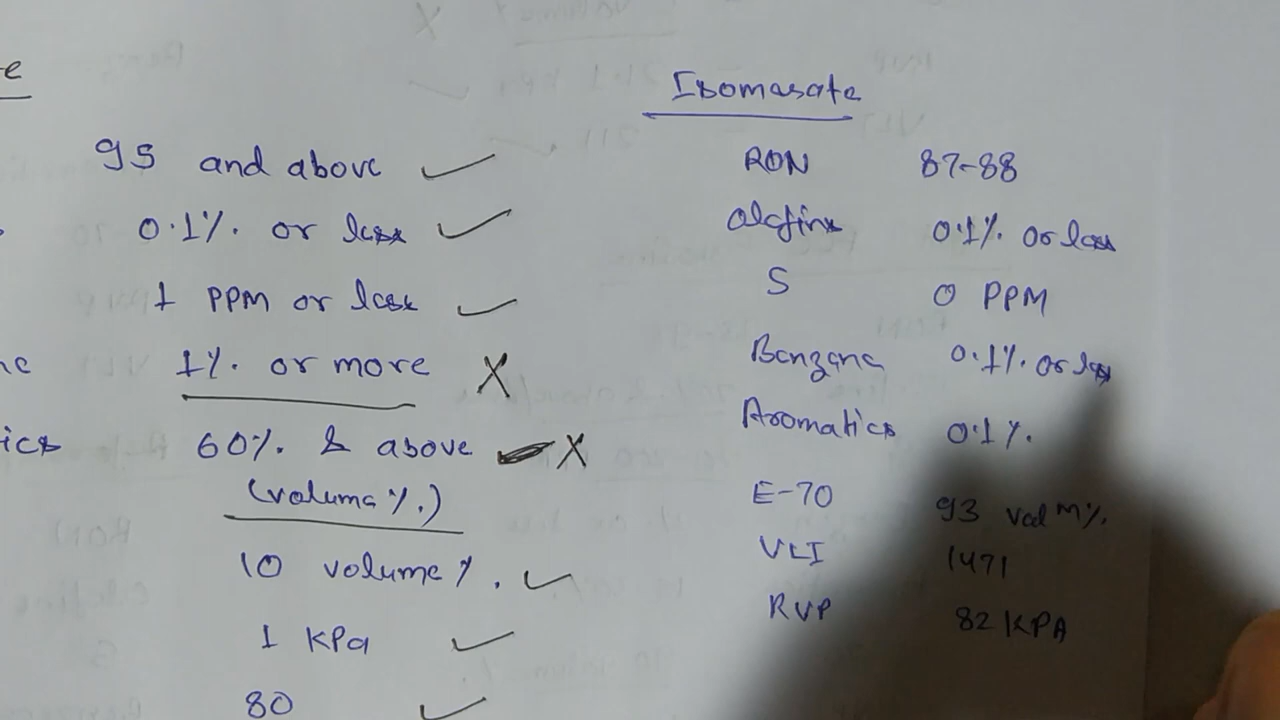 e
95 and above ✓
0.1% or less ✓
1 PPM or less ✓
1% or more X
60% & above X
ics
(volume %)
10 volume %. ✓
1 KPa ✓
80 ✓
Isomerate
RON 87-88
Olefins 0.1% or less
S 0 PPM
Benzene 0.1% or less
Aromatics 0.1%.
E-70 93 vol M%
VLI 1471
RVP 82 KPA